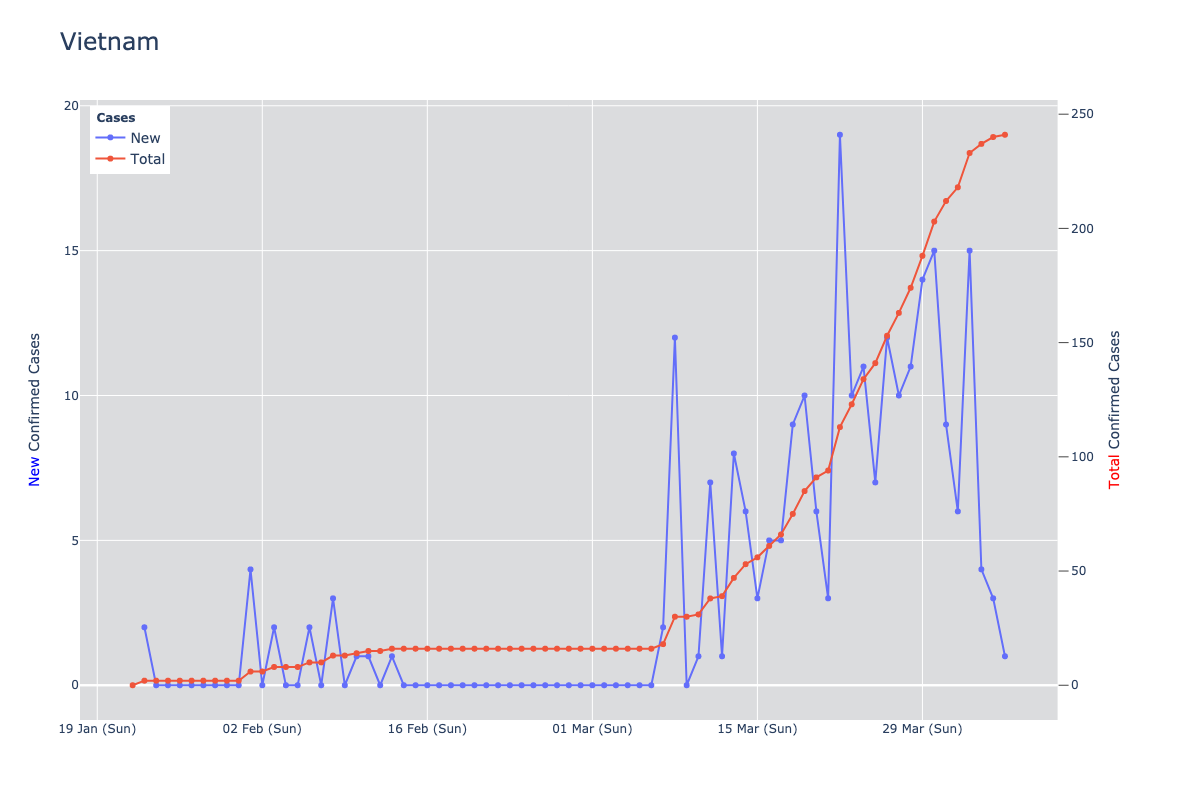 Vietnam
Cases
New
Total
20
15
10
5
0
250
200
150
100
50
0
New Confirmed Cases
Total Confirmed Cases
19 Jan (Sun)
02 Feb (Sun)
16 Feb (Sun)
01 Mar (Sun)
15 Mar (Sun)
29 Mar (Sun)